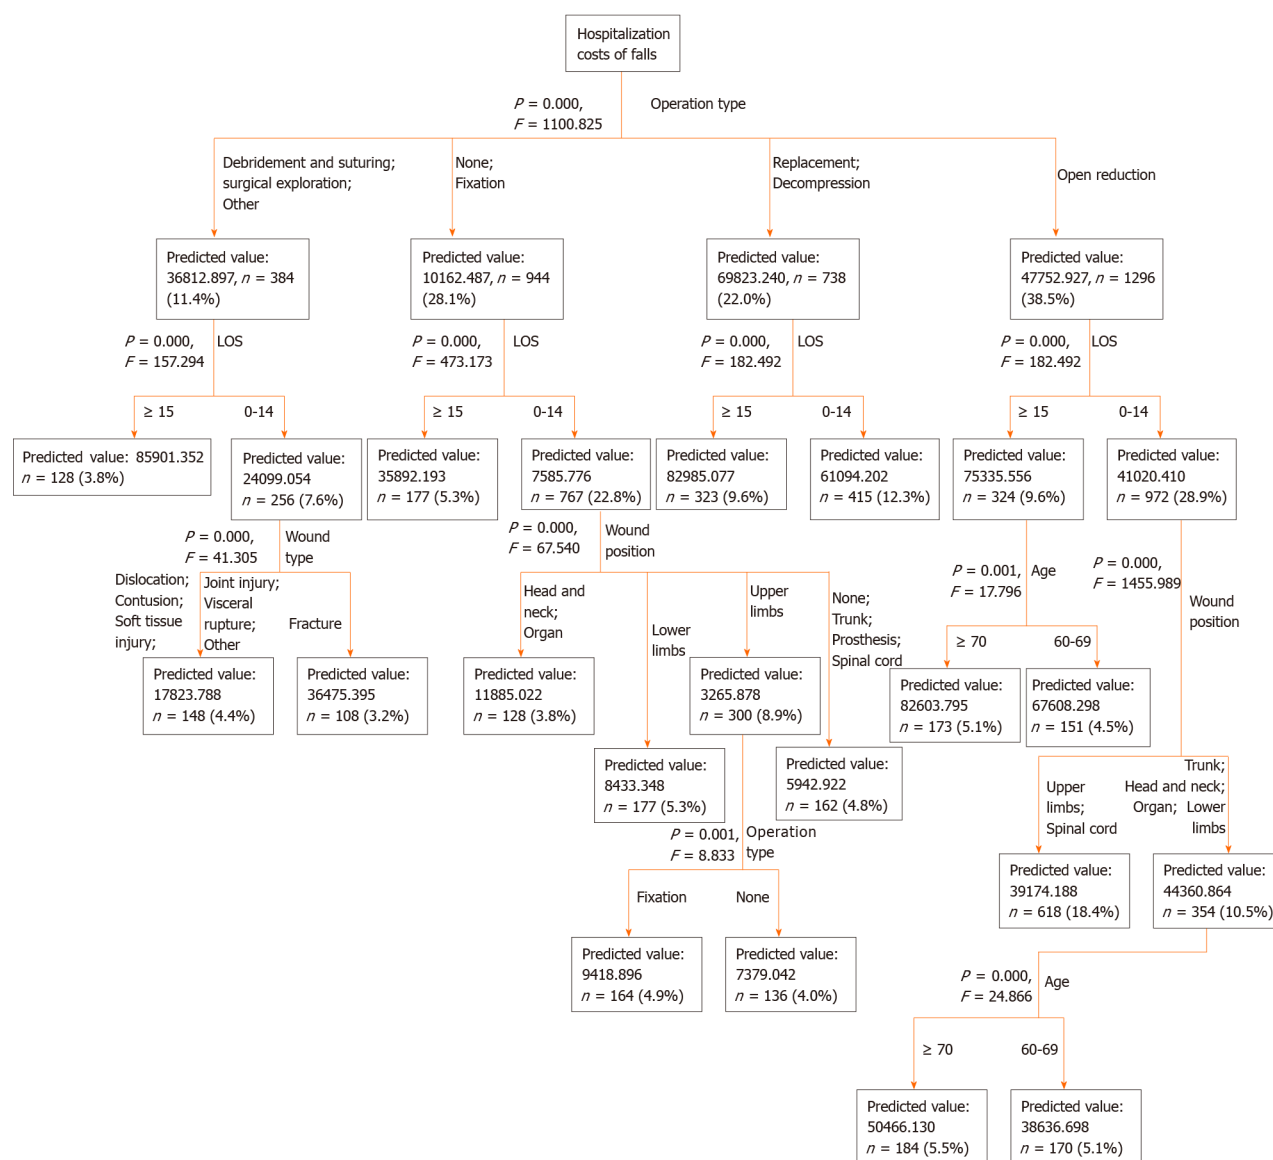 Hospitalization
costs of falls
P = 0.000,
F = 1100.825
Operation type
Debridement and suturing;
surgical exploration;
Other
None;
Fixation
Replacement;
Decompression
Open reduction
Predicted value:
36812.897, n = 384
(11.4%)
Predicted value:
10162.487, n = 944
(28.1%)
Predicted value:
69823.240, n = 738
(22.0%)
Predicted value:
47752.927, n = 1296
(38.5%)
P = 0.000,
F = 157.294
LOS
P = 0.000,
F = 473.173
LOS
P = 0.000,
F = 182.492
LOS
P = 0.000,
F = 182.492
LOS
≥ 15
0-14
≥ 15
0-14
≥ 15
0-14
≥ 15
0-14
Predicted value: 85901.352
n = 128 (3.8%)
Predicted value:
24099.054
n = 256 (7.6%)
Predicted value:
35892.193
n = 177 (5.3%)
Predicted value:
7585.776
n = 767 (22.8%)
Predicted value:
82985.077
n = 323 (9.6%)
Predicted value:
61094.202
n = 415 (12.3%)
Predicted value:
75335.556
n = 324 (9.6%)
Predicted value:
41020.410
n = 972 (28.9%)
P = 0.000,
F = 41.305
Wound
type
P = 0.000,
F = 67.540
Wound
position
P = 0.001,
F = 17.796
Age
P = 0.000,
F = 1455.989
Wound
position
Dislocation;
Contusion;
Soft tissue
injury;
Joint injury;
Visceral
rupture;
Other
Fracture
Head and
neck;
Organ
Lower
limbs
Upper
limbs
None;
Trunk;
Prosthesis;
Spinal cord
≥ 70
60-69
Predicted value:
17823.788
n = 148 (4.4%)
Predicted value:
36475.395
n = 108 (3.2%)
Predicted value:
11885.022
n = 128 (3.8%)
Predicted value:
3265.878
n = 300 (8.9%)
Predicted value:
82603.795
n = 173 (5.1%)
Predicted value:
67608.298
n = 151 (4.5%)
Predicted value:
8433.348
n = 177 (5.3%)
Predicted value:
5942.922
n = 162 (4.8%)
Upper
limbs;
Spinal cord
Trunk;
Head and neck;
Organ; Lower
limbs
P = 0.001,
F = 8.833
Operation
type
Predicted value:
39174.188
n = 618 (18.4%)
Predicted value:
44360.864
n = 354 (10.5%)
Fixation
None
Predicted value:
9418.896
n = 164 (4.9%)
Predicted value:
7379.042
n = 136 (4.0%)
P = 0.000,
F = 24.866
Age
≥ 70
60-69
Predicted value:
50466.130
n = 184 (5.5%)
Predicted value:
38636.698
n = 170 (5.1%)